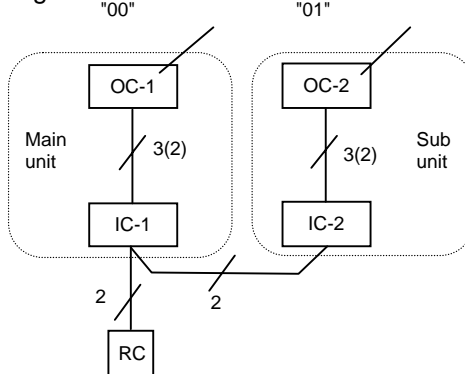 "00" "01"
OC-1 OC-2
Main
unit
3(2) 3(2)
Sub
unit
IC-1 IC-2
2 2
RC